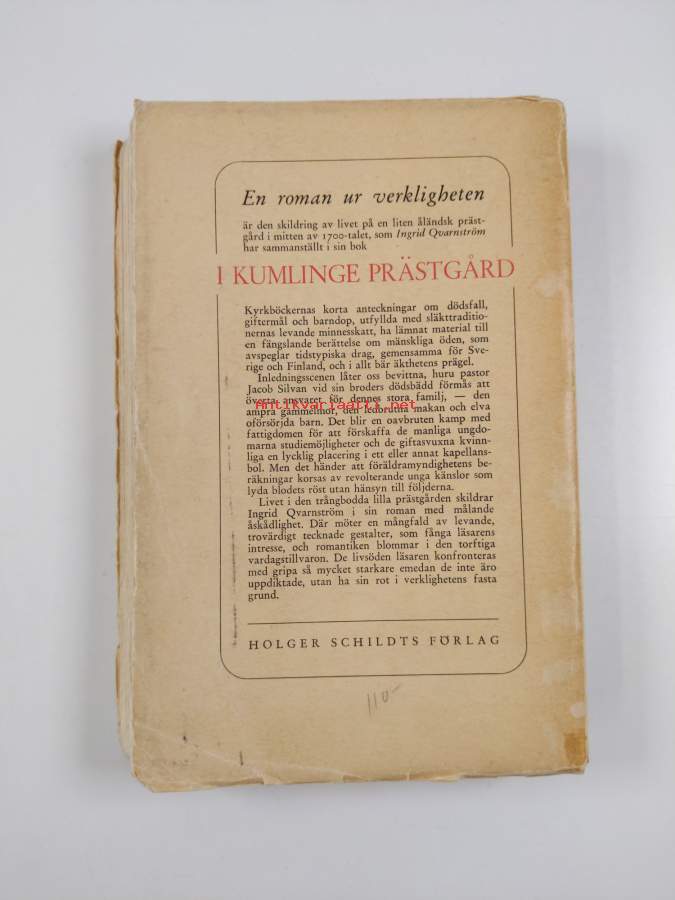 En roman ur verkligheten
är den skildring av livet på en liten åländsk präst-
gård i mitten av 1700-talet, som Ingrid Qvarnström
har sammanställt i sin bok
I KUMLINGE PRÄSTGÅRD
Kyrkböckernas korta anteckningar om dödsfall,
giftermål och barndop, utfyllda med släkttraditio-
nernas levande minnesskatt, ha lämnat material till
en fängslande berättelse om mänskliga öden, som
avspeglar tidstypiska drag, gemensamma för Sve-
rige och Finland, och i allt bär äkthetens prägel.
Inledningsscenen låter oss bevittna, huru pastor
Jacob Silvan vid sin broders dödsbädd förmås att
överta ansvaret för dennes stora familj, — den
Antikvariaatti.net
ampra gammelmor, den ledbrutna makan och elva
oförsörjda barn. Det blir en oavbruten kamp med
fattigdomen för att förskaffa de manliga ungdo-
marna studiemöjligheter och de giftasvuxna kvinn-
liga en lycklig placering i ett eller annat kapellans-
bol. Men det händer att föräldramyndighetens be-
räkningar korsas av revolterande unga känslor som
lyda blodets röst utan hänsyn till följderna.
Livet i den trångbodda lilla prästgården skildrar
Ingrid Qvarnström i sin roman med målande
åskådlighet. Där möter en mångfald av levande,
trovärdigt tecknade gestalter, som fånga läsarens
intresse, och romantiken blommar i den torftiga
vardagstillvaron. De livsöden läsaren konfronteras
med gripa så mycket starkare emedan de inte äro
uppdiktade, utan ha sin rot i verklighetens fasta
grund.
HOLGER SCHILDTS FÖRLAG
110-